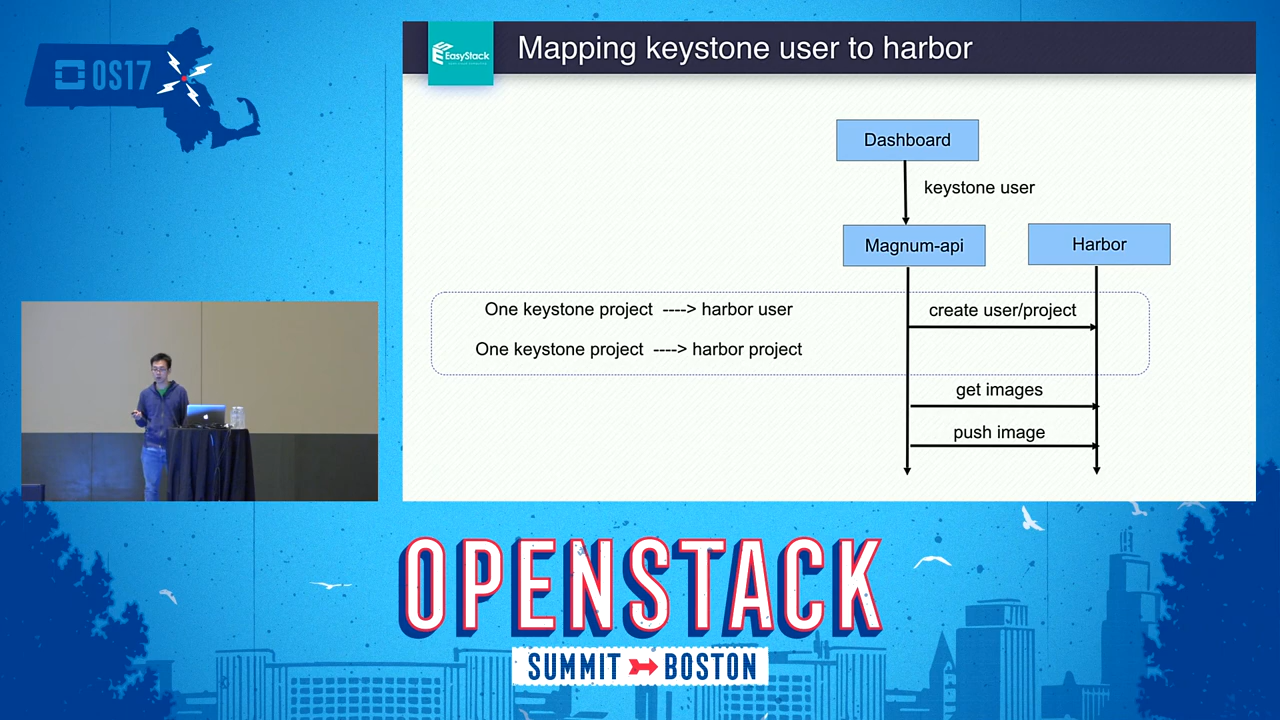 OS17
EasyStack
Mapping keystone user to harbor
Dashboard
keystone user
Magnum-api
Harbor
One keystone project ----> harbor user
create user/project
One keystone project ----> harbor project
get images
push image
OPENSTACK
SUMMIT BOSTON